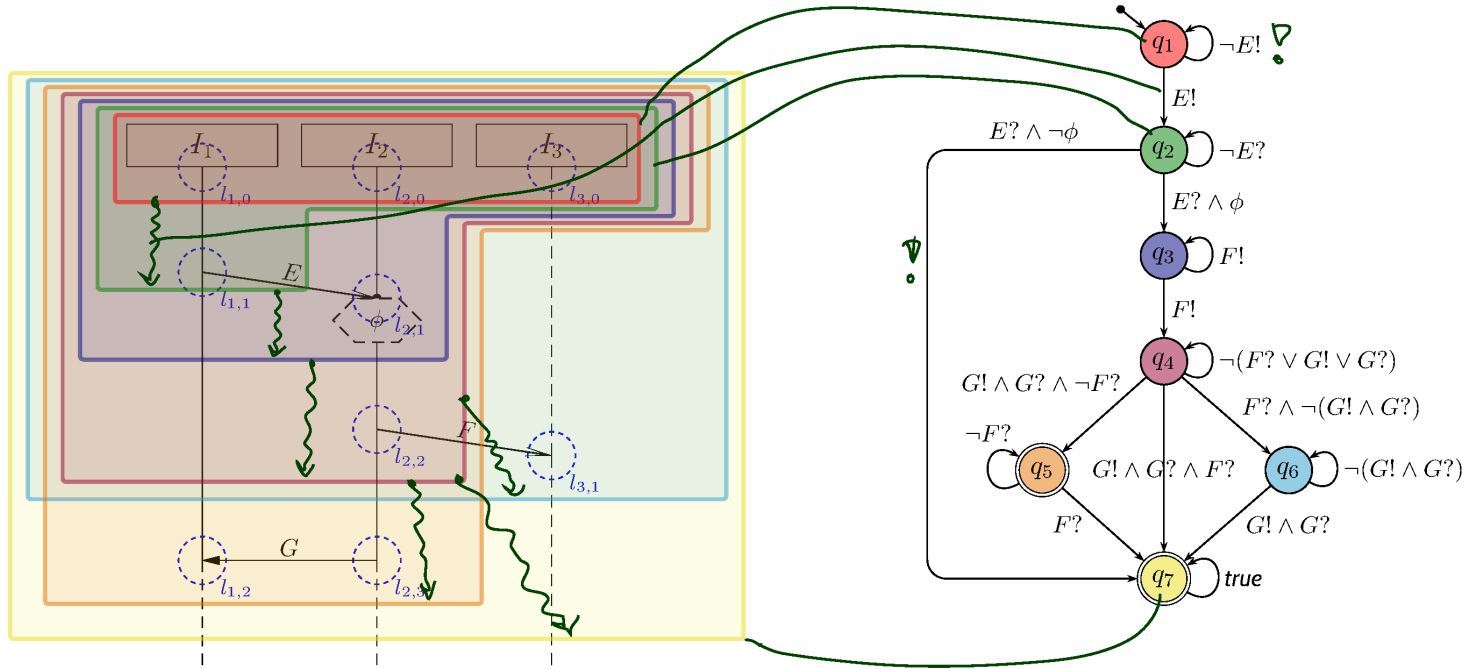 q₁
¬E!
!
E!
I₁ I₂ I₃
E? ∧ ¬ϕ
q₂
¬E?
l₁,₀ l₂,₀ l₃,₀
E? ∧ ϕ
!
q₃
F!
E
l₁,₁
ϕ
l₂,₁
F!
q₄
¬(F? ∨ G! ∨ G?)
G! ∧ G? ∧ ¬F?
F? ∧ ¬(G! ∧ G?)
F
l₂,₂
l₃,₁
¬F?
q₅
G! ∧ G? ∧ F?
q₆
¬(G! ∧ G?)
F?
G! ∧ G?
G
l₁,₂ l₂,₃
q₇
true